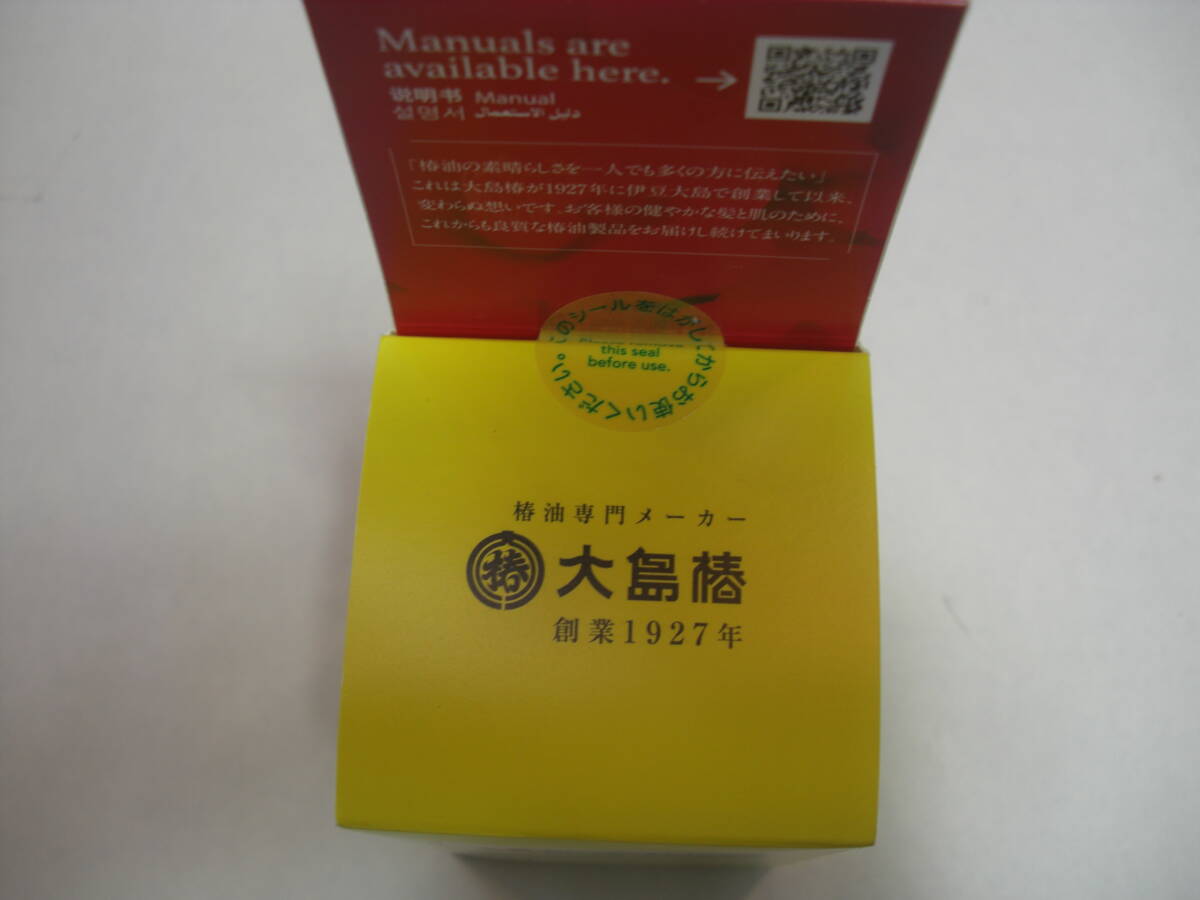 Manuals are
available here. →
说明书 Manual
설명서 دليل الاستعمال
「椿油の素晴らしさを一人でも多くの方に伝えたい」
これは大島椿が1927年に伊豆大島で創業して以来、
変わらぬ想いです。お客様の健やかな髪と肌のために、
これからも良質な椿油製品をお届けし続けてまいります。
このシールをはがしてからお使いください。
this seal
before use.
椿油専門メーカー
椿 大島椿
創業1927年